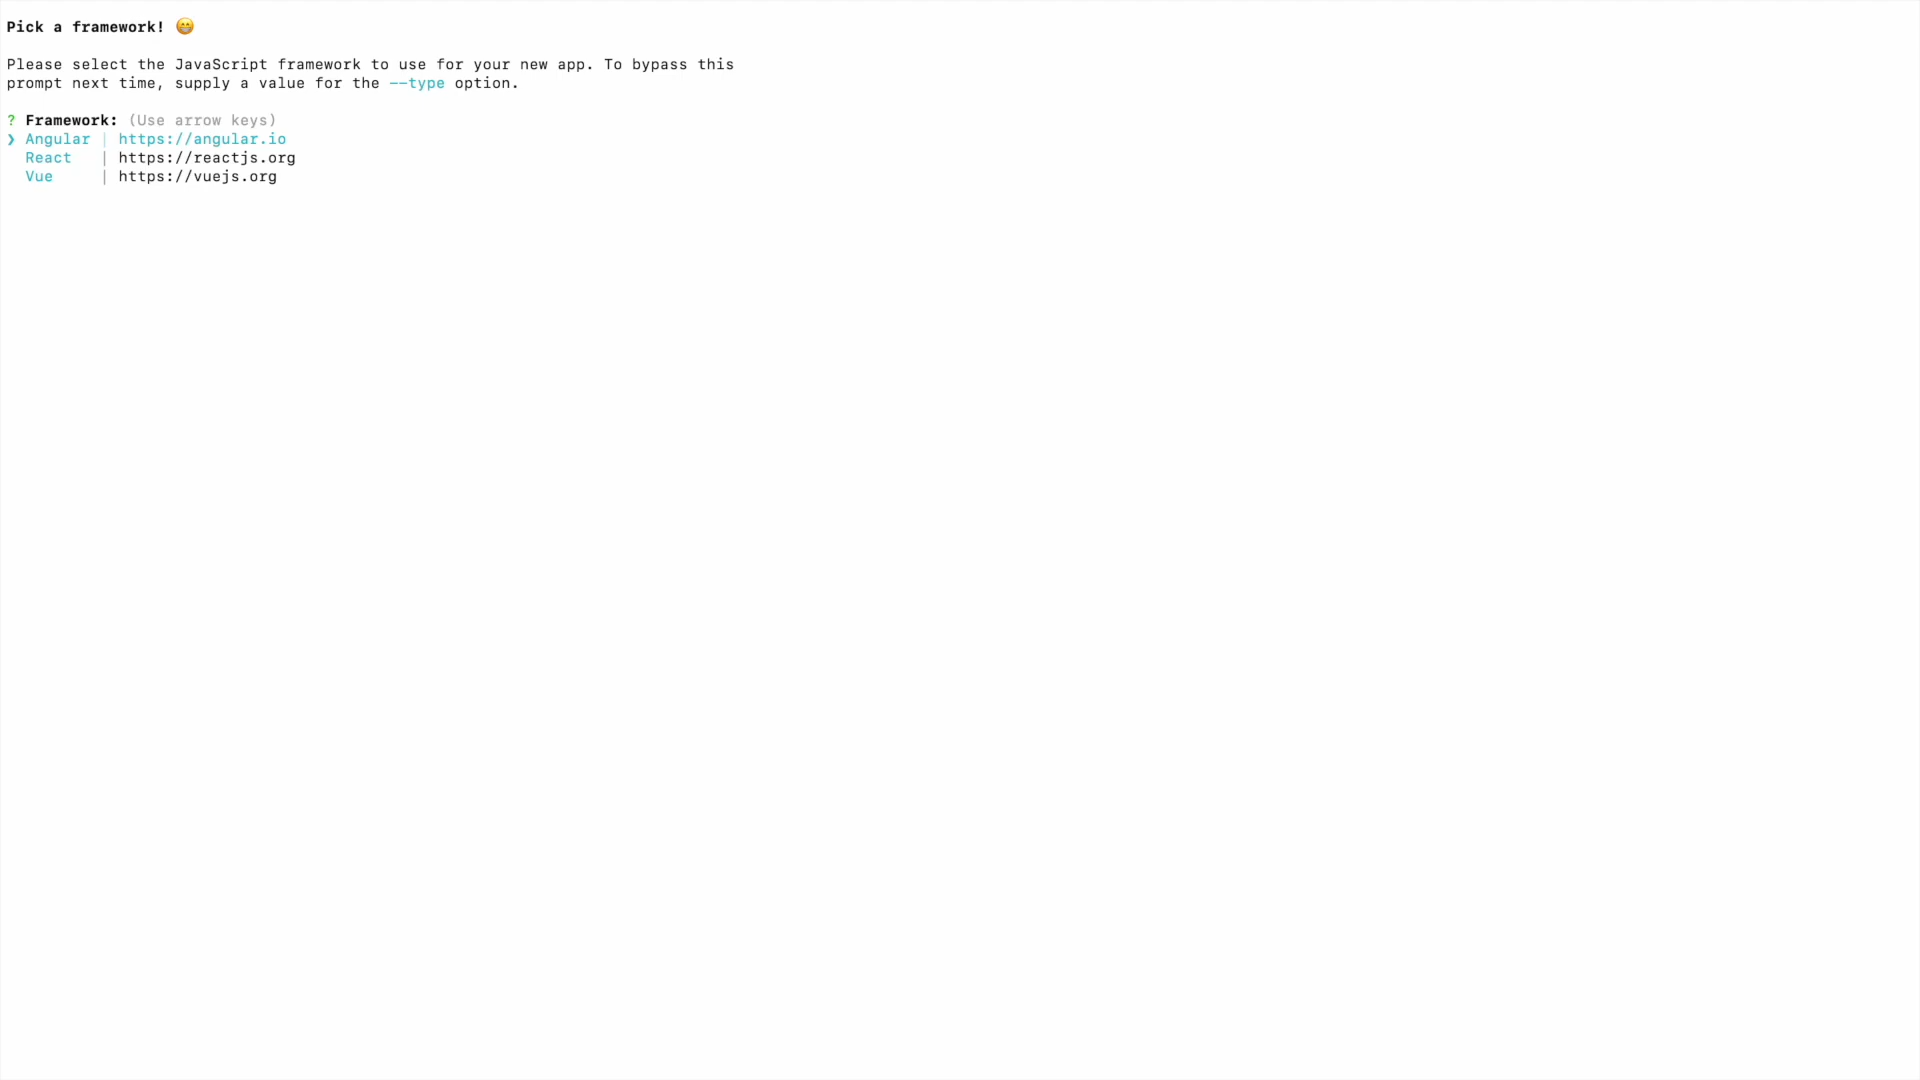 Pick a framework! 😁
Please select the JavaScript framework to use for your new app. To bypass this
prompt next time, supply a value for the --type option.
? Framework: (Use arrow keys)
❯ Angular | https://angular.io
React | https://reactjs.org
Vue | https://vuejs.org